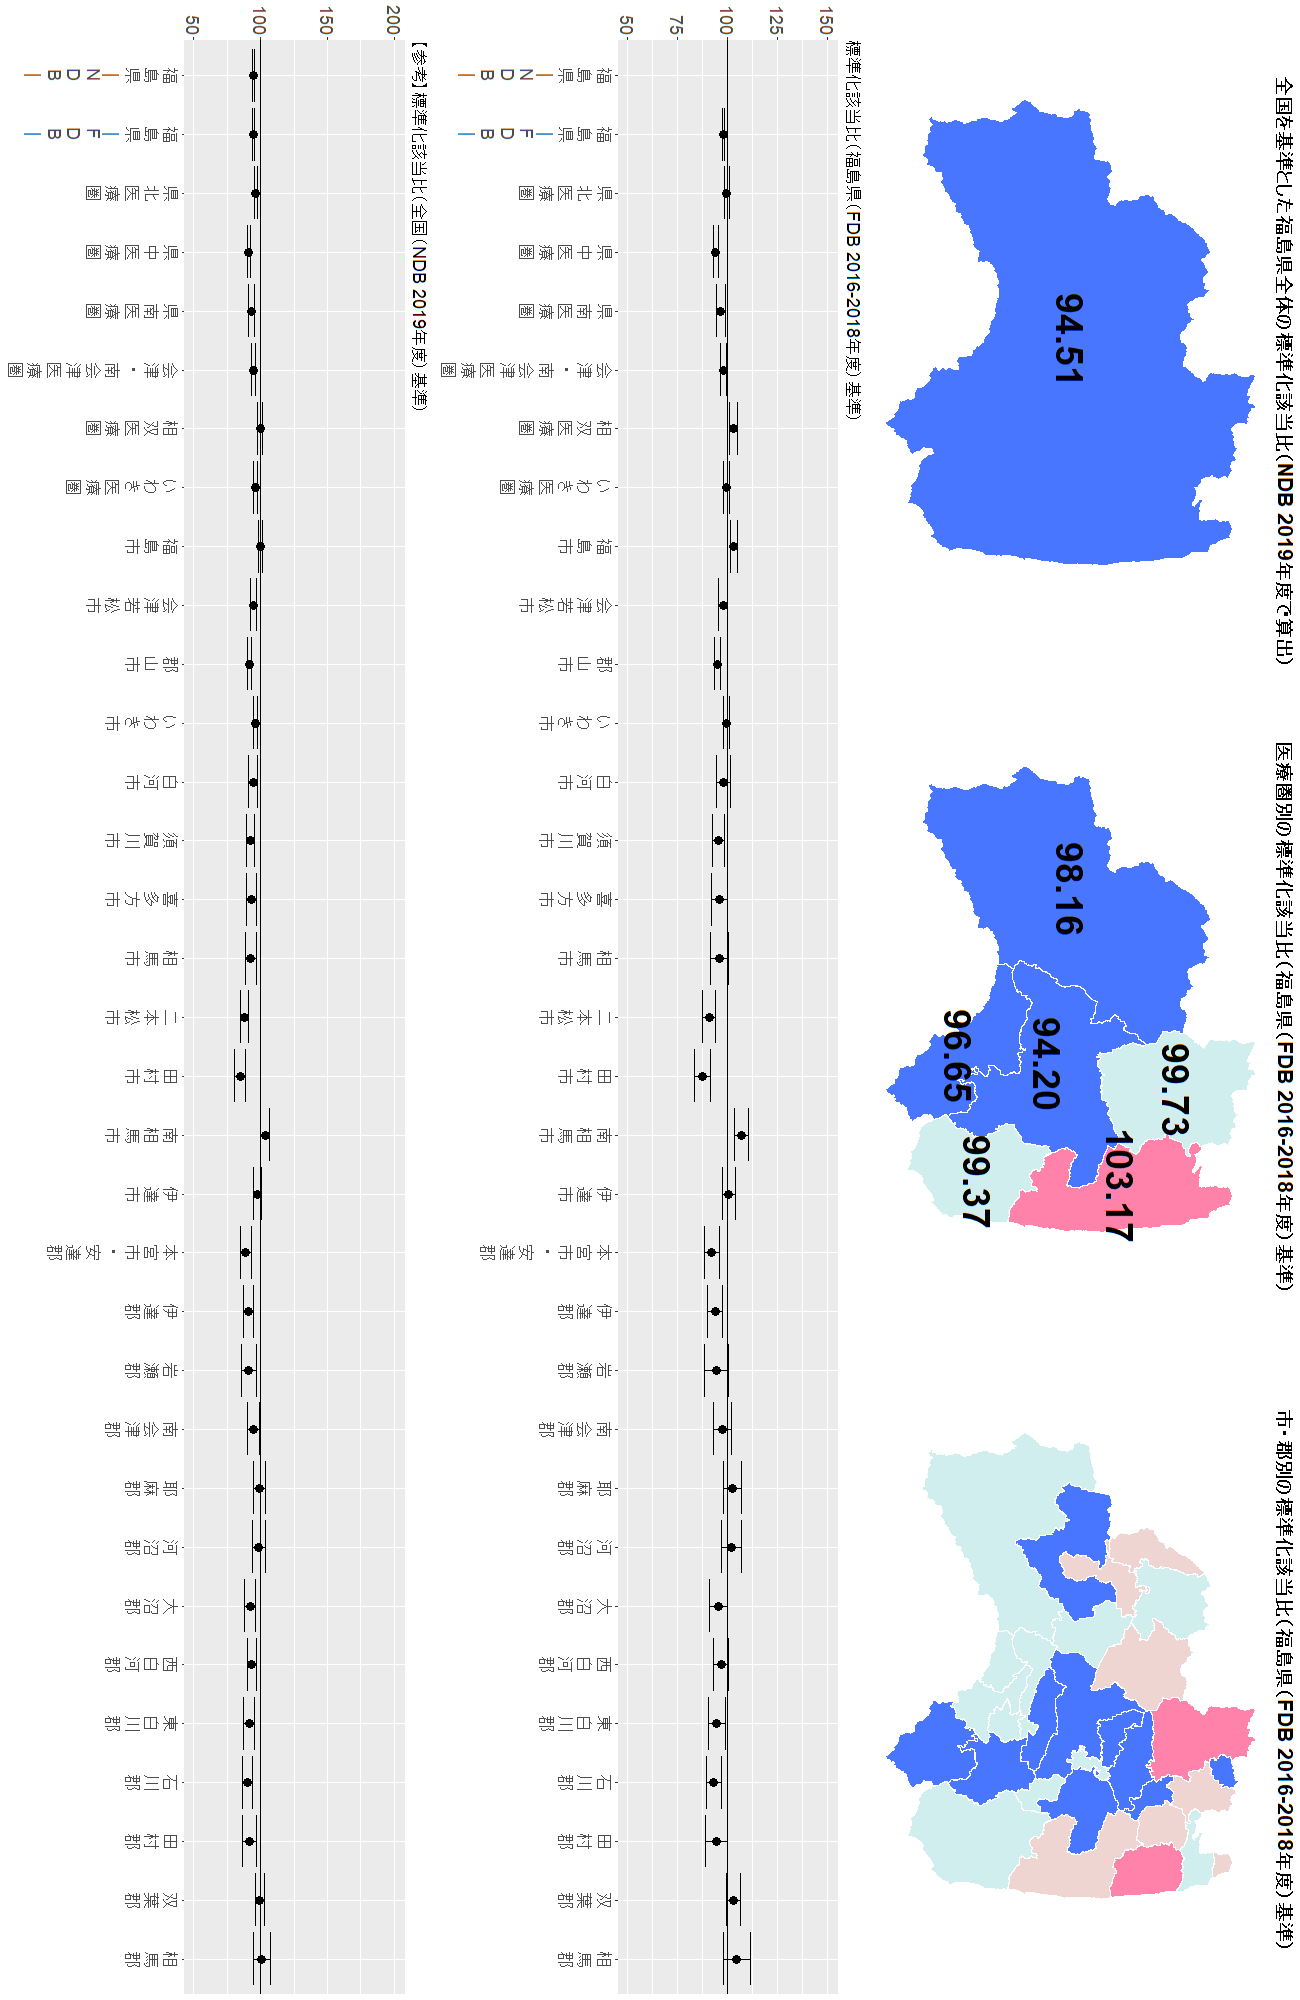 全国を基準とした福島県全体の標準化該当比(NDB 2019年度で算出)
94.51
医療圏別の標準化該当比(福島県(FDB 2016-2018年度)基準)
98.16
99.73
94.20
103.17
96.65
99.37
市・郡別の標準化該当比(福島県(FDB 2016-2018年度)基準)
標準化該当比(福島県(FDB 2016-2018年度)基準)
150
125
100
75
50
福島県|NDB|
福島県|FDB|
県北医療圏
県中医療圏
県南医療圏
会津・南会津医療圏
相双医療圏
いわき医療圏
福島市
会津若松市
郡山市
いわき市
白河市
須賀川市
喜多方市
相馬市
二本松市
田村市
南相馬市
伊達市
本宮市・安達郡
伊達郡
岩瀬郡
南会津郡
耶麻郡
河沼郡
大沼郡
西白河郡
東白川郡
石川郡
田村郡
双葉郡
相馬郡
【参考】標準化該当比(全国(NDB 2019年度)基準)
200
150
100
50
福島県|NDB|
福島県|FDB|
県北医療圏
県中医療圏
県南医療圏
会津・南会津医療圏
相双医療圏
いわき医療圏
福島市
会津若松市
郡山市
いわき市
白河市
須賀川市
喜多方市
相馬市
二本松市
田村市
南相馬市
伊達市
本宮市・安達郡
伊達郡
岩瀬郡
南会津郡
耶麻郡
河沼郡
大沼郡
西白河郡
東白川郡
石川郡
田村郡
双葉郡
相馬郡